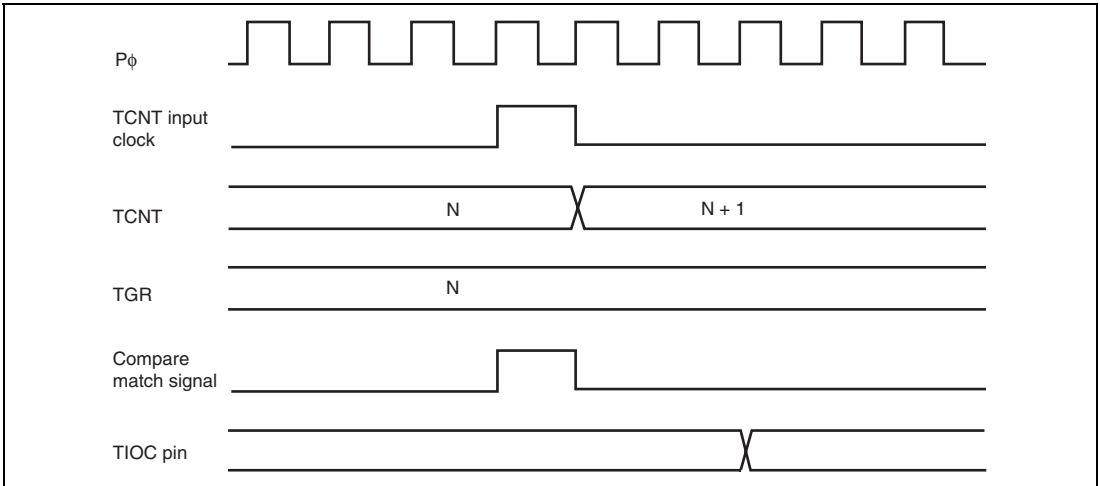 Pϕ
TCNT input
clock
TCNT
N
N + 1
TGR
N
Compare
match signal
TIOC pin